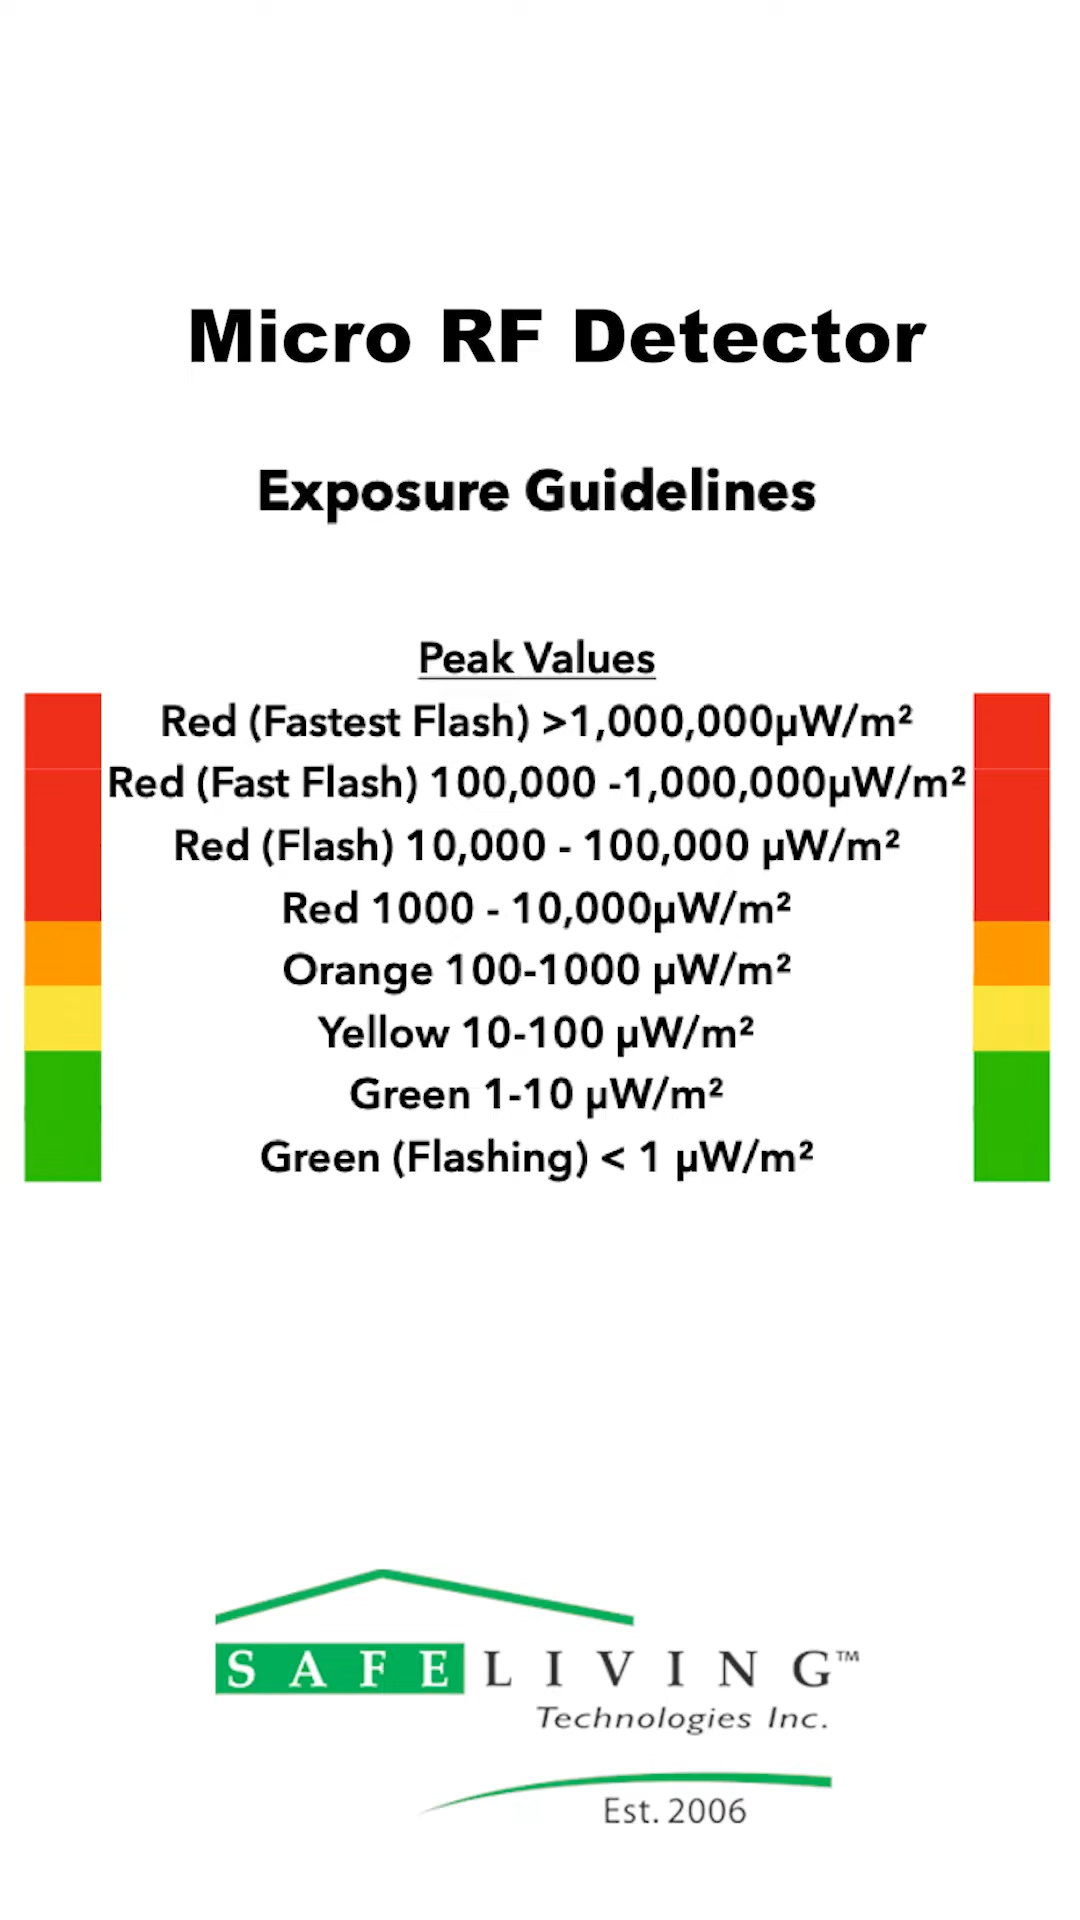 Micro RF Detector
Exposure Guidelines
Peak Values
Red (Fastest Flash) >1,000,000µW/m²
Red (Fast Flash) 100,000 -1,000,000µW/m²
Red (Flash) 10,000 - 100,000 µW/m²
Red 1000 - 10,000µW/m²
Orange 100-1000 µW/m²
Yellow 10-100 µW/m²
Green 1-10 µW/m²
Green (Flashing) < 1 µW/m²
SAFELIVING™
Technologies Inc.
Est. 2006